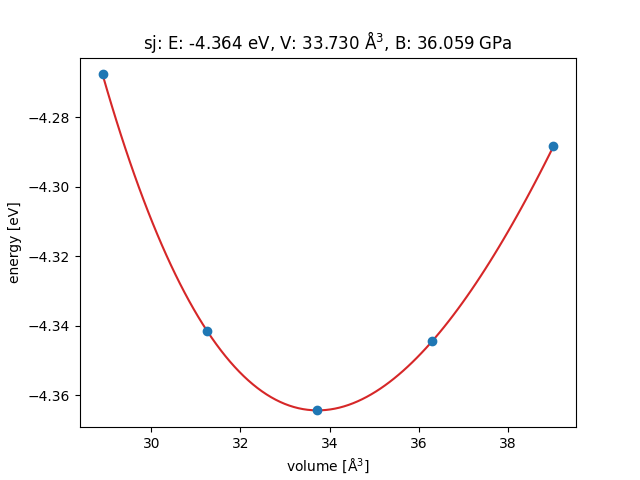 sj: E: -4.364 eV, V: 33.730 Å³, B: 36.059 GPa
−4.28
−4.30
−4.32
−4.34
−4.36
energy [eV]
30 32 34 36 38
volume [Å³]